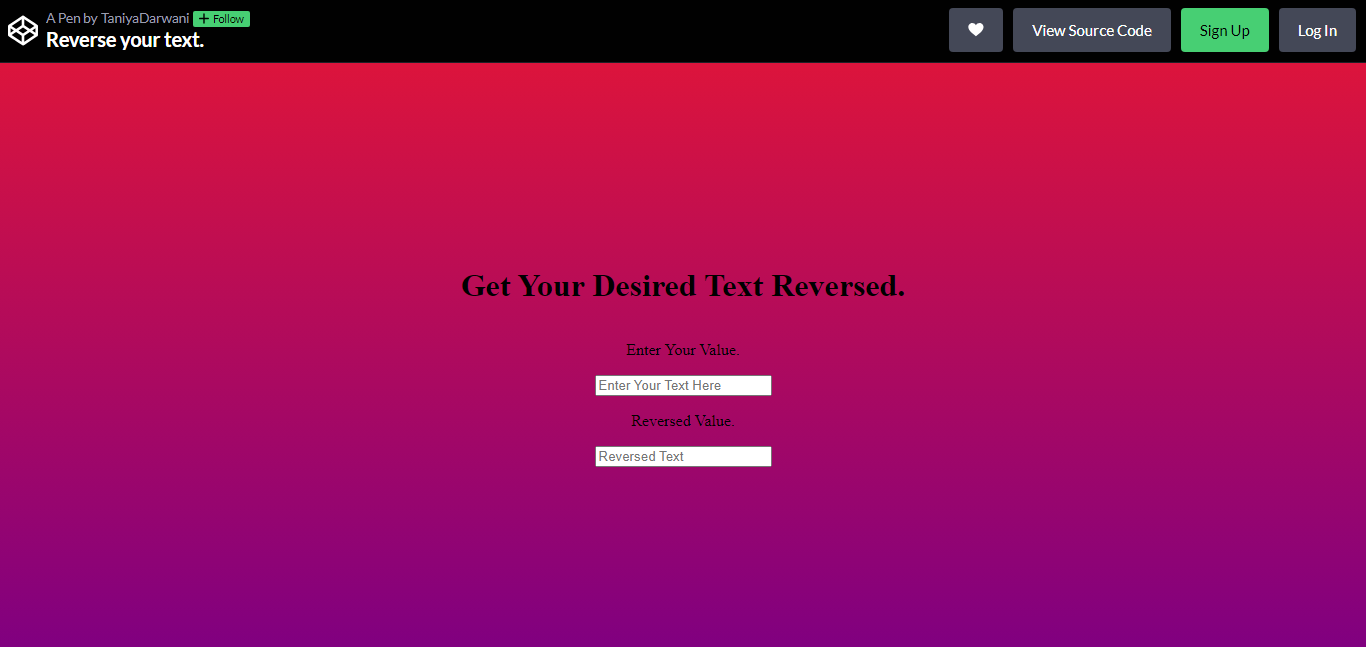 A Pen by TaniyaDarwani + Follow
Reverse your text.
View Source Code
Sign Up
Log In
Get Your Desired Text Reversed.
Enter Your Value.
Enter Your Text Here
Reversed Value.
Reversed Text